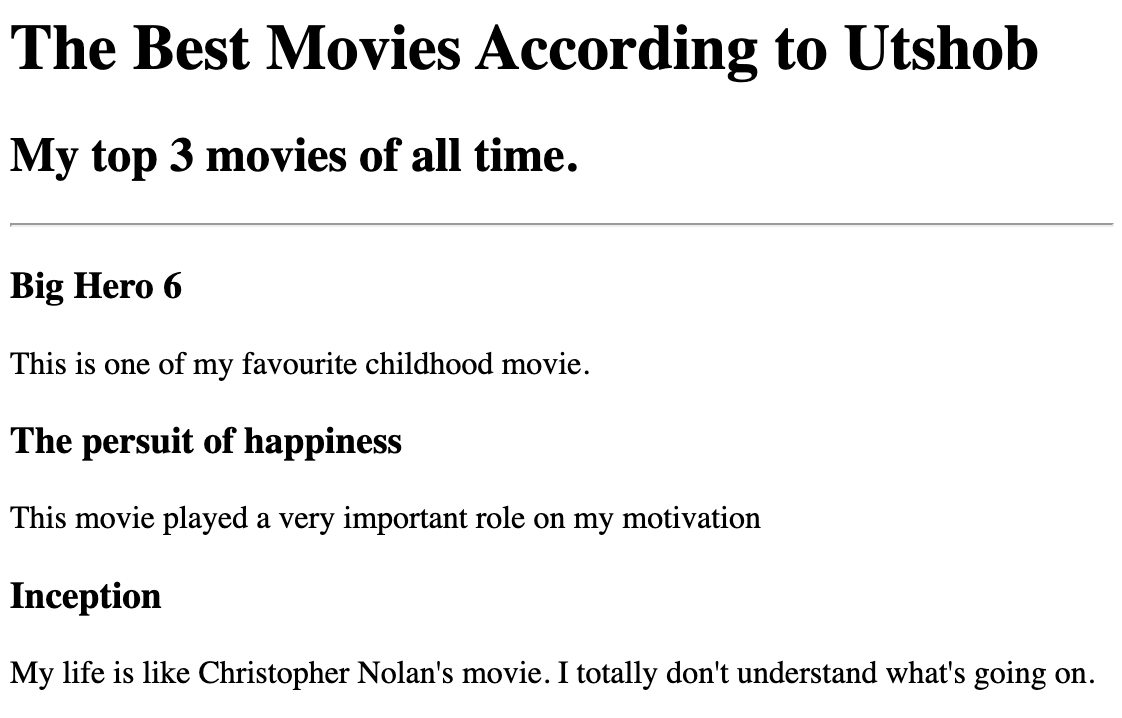 The Best Movies According to Utshob
My top 3 movies of all time.
Big Hero 6
This is one of my favourite childhood movie.
The persuit of happiness
This movie played a very important role on my motivation
Inception
My life is like Christopher Nolan's movie. I totally don't understand what's going on.